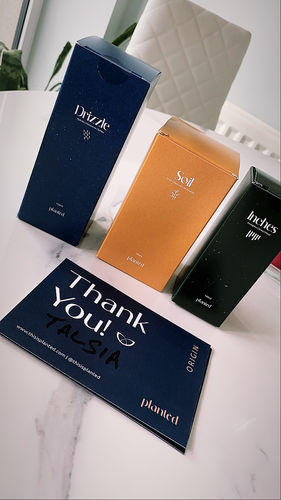 Drizzle
planted
Soil
planted
Inches
planted
Thank
You!
TALSIA
www.thisisplanted.com | @thisisplanted
ORIGIN
planted